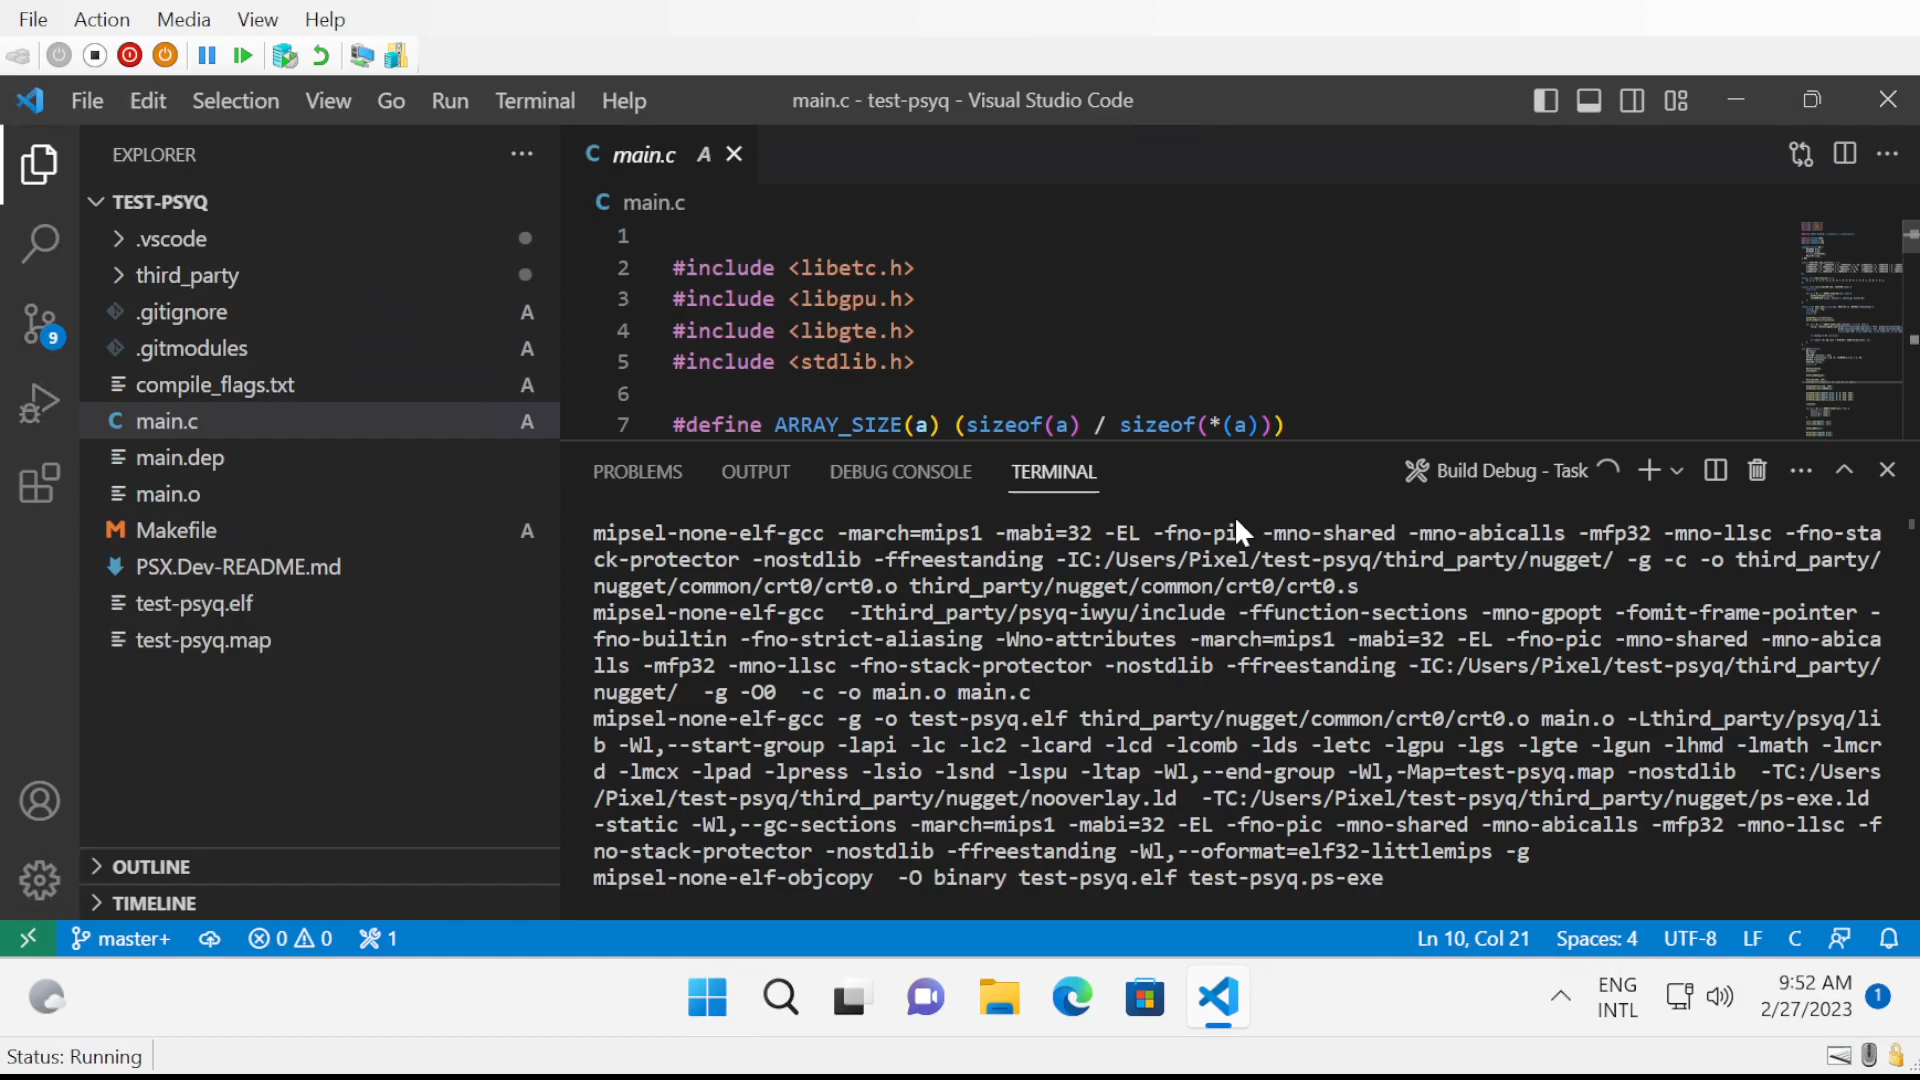 File Action Media View Help
File Edit Selection View Go Run Terminal Help main.c - test-psyq - Visual Studio Code
EXPLORER
TEST-PSYQ
.vscode
third_party
.gitignore A
.gitmodules A
compile_flags.txt A
C main.c A
main.dep
main.o
Makefile A
PSX.Dev-README.md
test-psyq.elf
test-psyq.map
OUTLINE
TIMELINE
9
C main.c A
C main.c
1
2 #include <libetc.h>
3 #include <libgpu.h>
4 #include <libgte.h>
5 #include <stdlib.h>
6
7 #define ARRAY_SIZE(a) (sizeof(a) / sizeof(*(a)))
PROBLEMS OUTPUT DEBUG CONSOLE TERMINAL Build Debug - Task
mipsel-none-elf-gcc -march=mips1 -mabi=32 -EL -fno-pic -mno-shared -mno-abicalls -mfp32 -mno-llsc -fno-sta
ck-protector -nostdlib -ffreestanding -IC:/Users/Pixel/test-psyq/third_party/nugget/ -g -c -o third_party/
nugget/common/crt0/crt0.o third_party/nugget/common/crt0/crt0.s
mipsel-none-elf-gcc -Ithird_party/psyq-iwyu/include -ffunction-sections -mno-gpopt -fomit-frame-pointer -
fno-builtin -fno-strict-aliasing -Wno-attributes -march=mips1 -mabi=32 -EL -fno-pic -mno-shared -mno-abica
lls -mfp32 -mno-llsc -fno-stack-protector -nostdlib -ffreestanding -IC:/Users/Pixel/test-psyq/third_party/
nugget/ -g -O0 -c -o main.o main.c
mipsel-none-elf-gcc -g -o test-psyq.elf third_party/nugget/common/crt0/crt0.o main.o -Lthird_party/psyq/li
b -Wl,--start-group -lapi -lc -lc2 -lcard -lcd -lcomb -lds -letc -lgpu -lgs -lgte -lgun -lhmd -lmath -lmcr
d -lmcx -lpad -lpress -lsio -lsnd -lspu -ltap -Wl,--end-group -Wl,-Map=test-psyq.map -nostdlib -TC:/Users
/Pixel/test-psyq/third_party/nugget/nooverlay.ld -TC:/Users/Pixel/test-psyq/third_party/nugget/ps-exe.ld
-static -Wl,--gc-sections -march=mips1 -mabi=32 -EL -fno-pic -mno-shared -mno-abicalls -mfp32 -mno-llsc -f
no-stack-protector -nostdlib -ffreestanding -Wl,--oformat=elf32-littlemips -g
mipsel-none-elf-objcopy -O binary test-psyq.elf test-psyq.ps-exe
master+ 0 0 1 Ln 10, Col 21 Spaces: 4 UTF-8 LF C
ENG 9:52 AM
INTL 2/27/2023 1
Status: Running